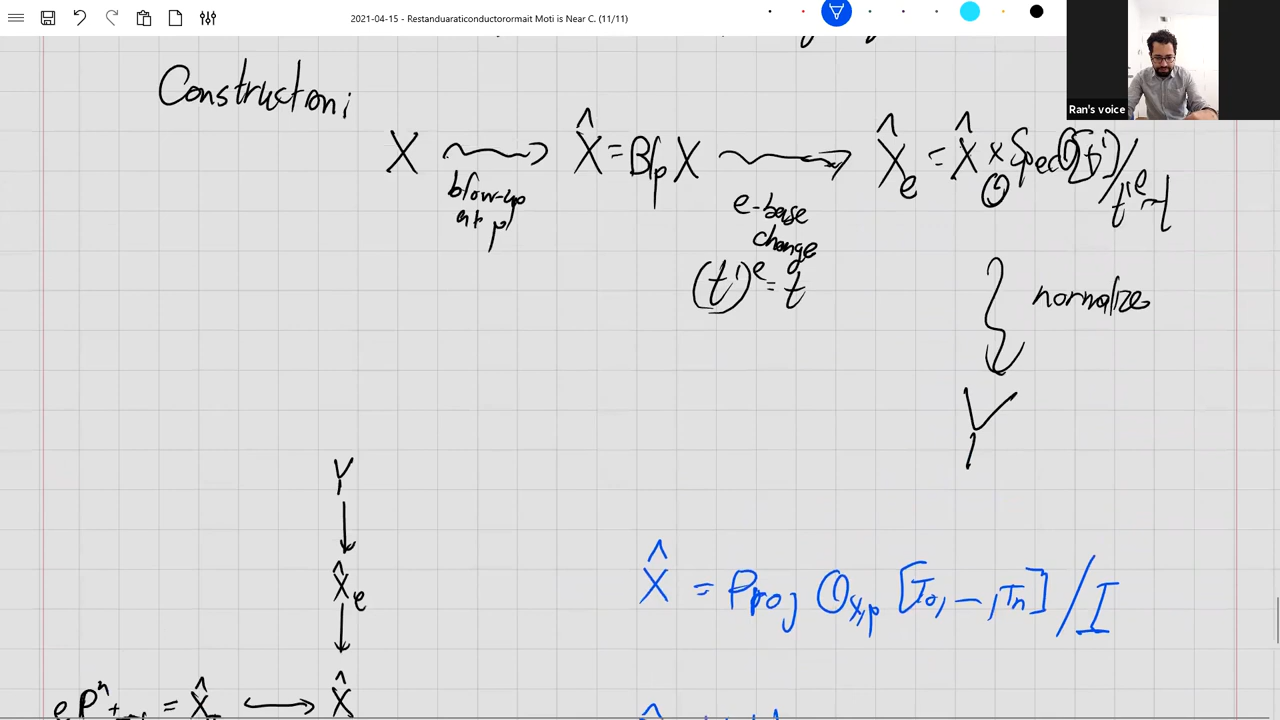 2021-04-15 - Restanduaraticonductorormait Moti is Near C. (11/11)
Ran's voice
Construction:
X ⟿ X̂ = Bl_p X ⟿ X̂_e = X̂ ×_O Spec O[t']/t'^e - t
blow-up at p
e-base change
(t')^e = t
normalize
Y
Y
↓
X̂_e
↓
X̂ = Proj O_{X,p} [T_0, –, T_n] / I
X̂